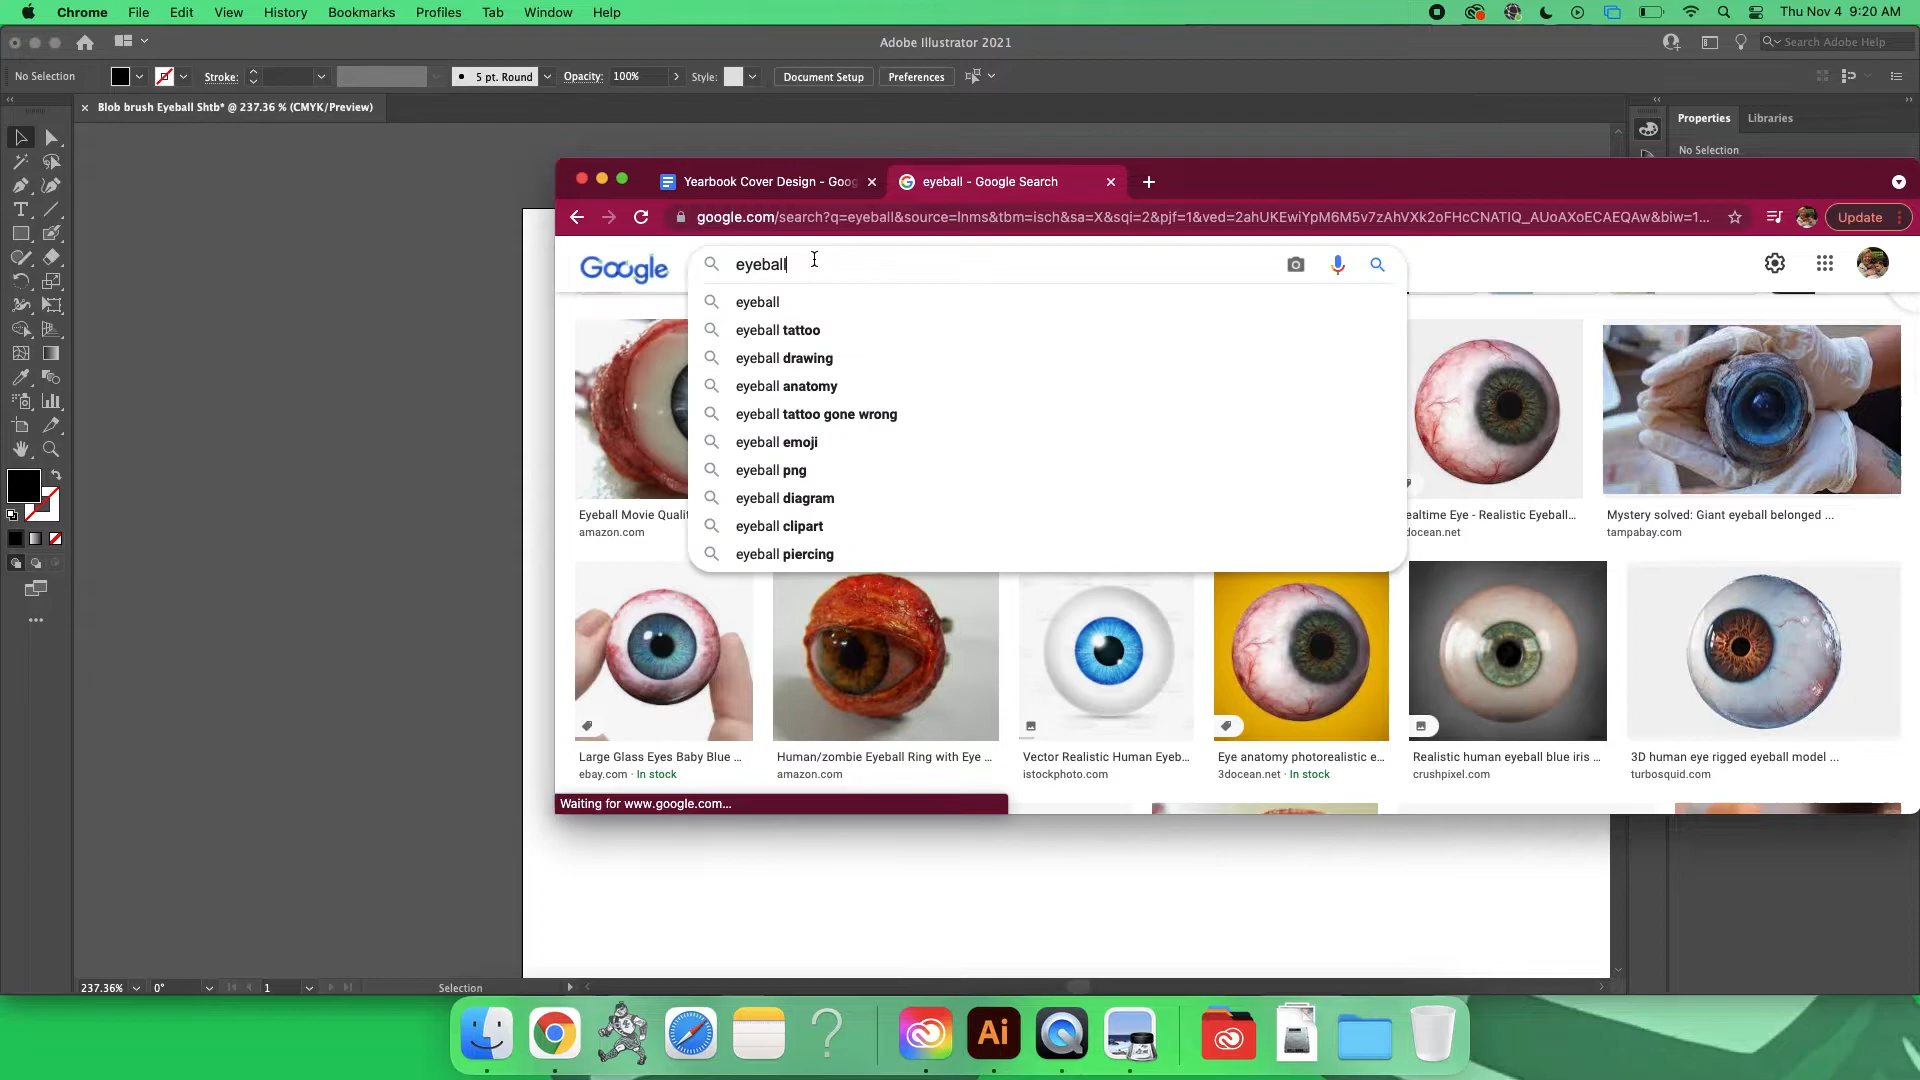 Chrome File Edit View History Bookmarks Profiles Tab Window Help
Thu Nov 4 9:20 AM
Adobe Illustrator 2021
Search Adobe Help
No Selection
Stroke:
5 pt. Round
Opacity: 100%
Style:
Document Setup
Preferences
Blob brush Eyeball Shtb* @ 237.36 % (CMYK/Preview)
Properties
Libraries
No Selection
Yearbook Cover Design - Goog
eyeball - Google Search
google.com/search?q=eyeball&source=lnms&tbm=isch&sa=X&sqi=2&pjf=1&ved=2ahUKEwiYpM6M5v7zAhVXk2oFHcCNATIQ_AUoAXoECAEQAw&biw=1...
Update
Google
eyeball
eyeball
eyeball tattoo
eyeball drawing
eyeball anatomy
eyeball tattoo gone wrong
eyeball emoji
eyeball png
eyeball diagram
eyeball clipart
eyeball piercing
Eyeball Movie Qualit
amazon.com
ealtime Eye - Realistic Eyeball...
docean.net
Mystery solved: Giant eyeball belonged ...
tampabay.com
Large Glass Eyes Baby Blue ...
ebay.com · In stock
Human/zombie Eyeball Ring with Eye ...
amazon.com
Vector Realistic Human Eyeb...
istockphoto.com
Eye anatomy photorealistic e...
3docean.net · In stock
Realistic human eyeball blue iris ...
crushpixel.com
3D human eye rigged eyeball model ...
turbosquid.com
Waiting for www.google.com...
237.36%
0°
1
Selection
Ai